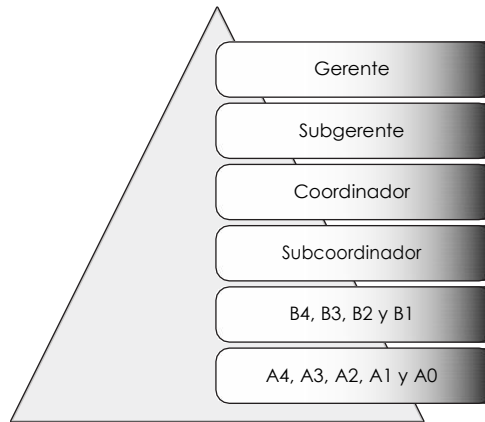 Gerente
Subgerente
Coordinador
Subcoordinador
B4, B3, B2 y B1
A4, A3, A2, A1 y A0